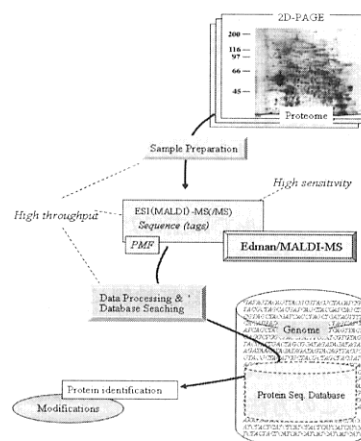 2D-PAGE
200
116
97
66
45
Proteome
Sample Preparation
High sensitivity
ESI(MALDI)-MS(/MS)
Sequence (tags)
High throughput
PMF
Edman/MALDI-MS
Data Processing &
Database Seaching
Genome
Protein Seq. Database
Protein identification
Modifications